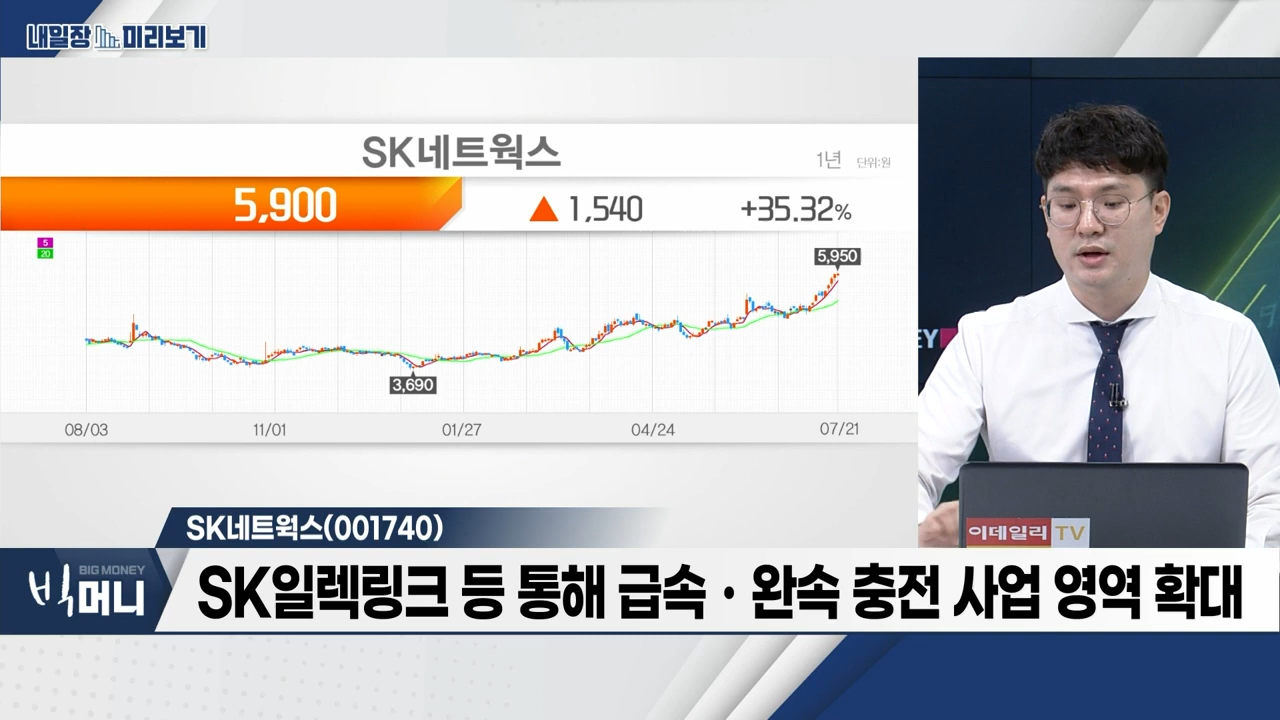 내일장 미리보기
SK네트웍스
1년 단위:원
5,900 ▲ 1,540 +35.32%
5
20
5,950
3,690
08/03 11/01 01/27 04/24 07/21
EY
이데일리 TV
SK네트웍스(001740)
BIG MONEY
빅머니
SK일렉링크 등 통해 급속·완속 충전 사업 영역 확대